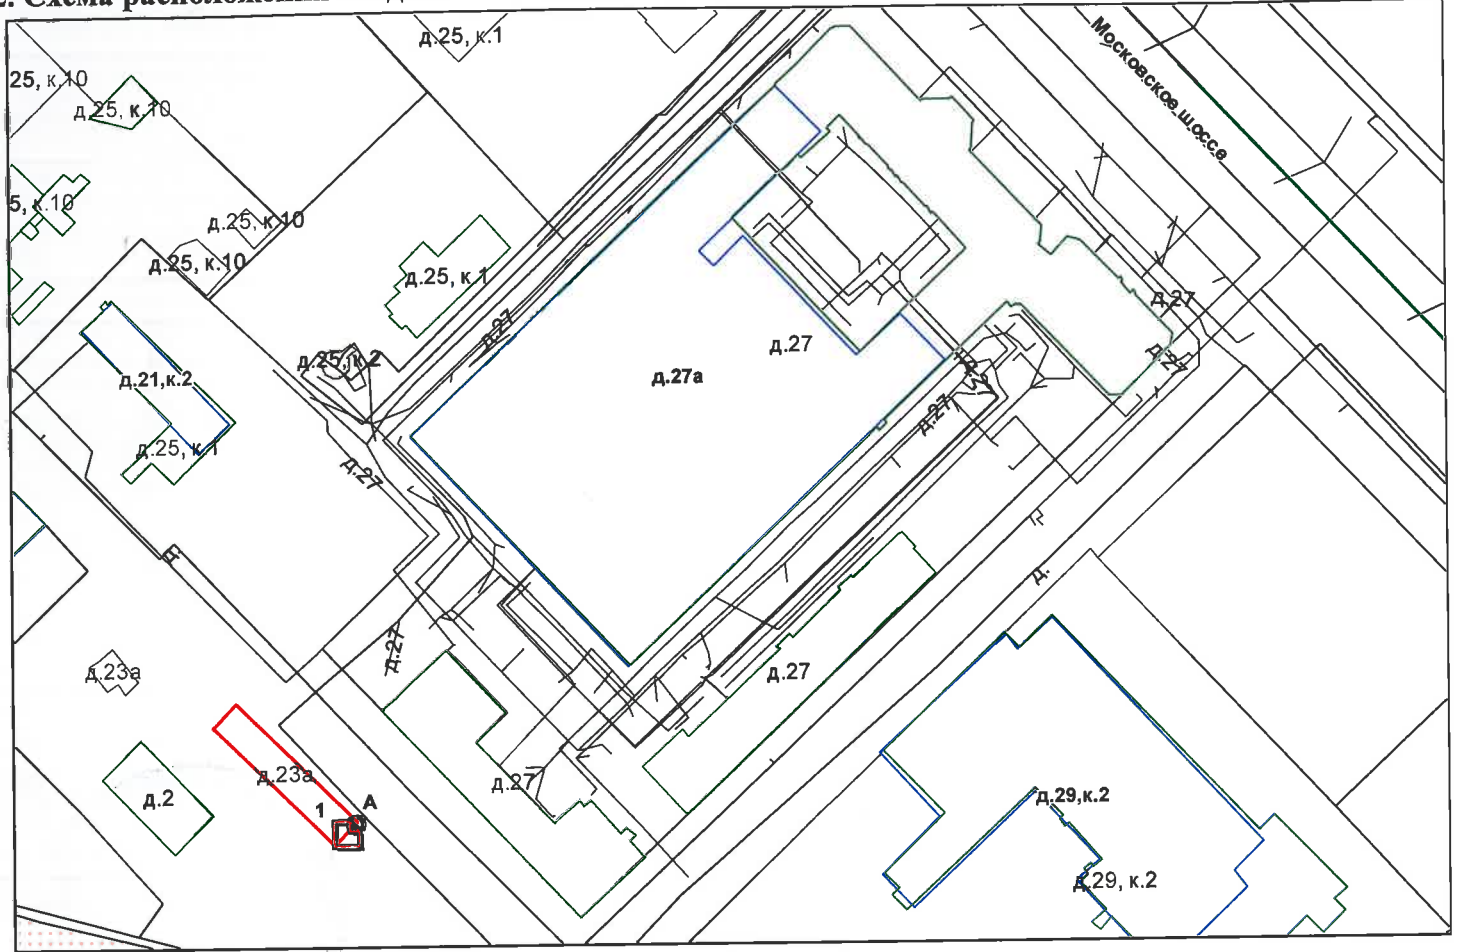 2. Схема расположения
д.25, к.1
Московское шоссе
25, к.10
д.25, к.10
5, к.10
д.25, к.10
д.25, к.10
д.25, к.1
д.27
д.27
д.27
д.27
д.25, к.2
д.27а
д.21,к.2
д.27
д.27
д.25, к.1
д.27
д.
д.27
д.23а
д.27
д.23а
д.27
д.2
1
А
д.29,к.2
д.29, к.2